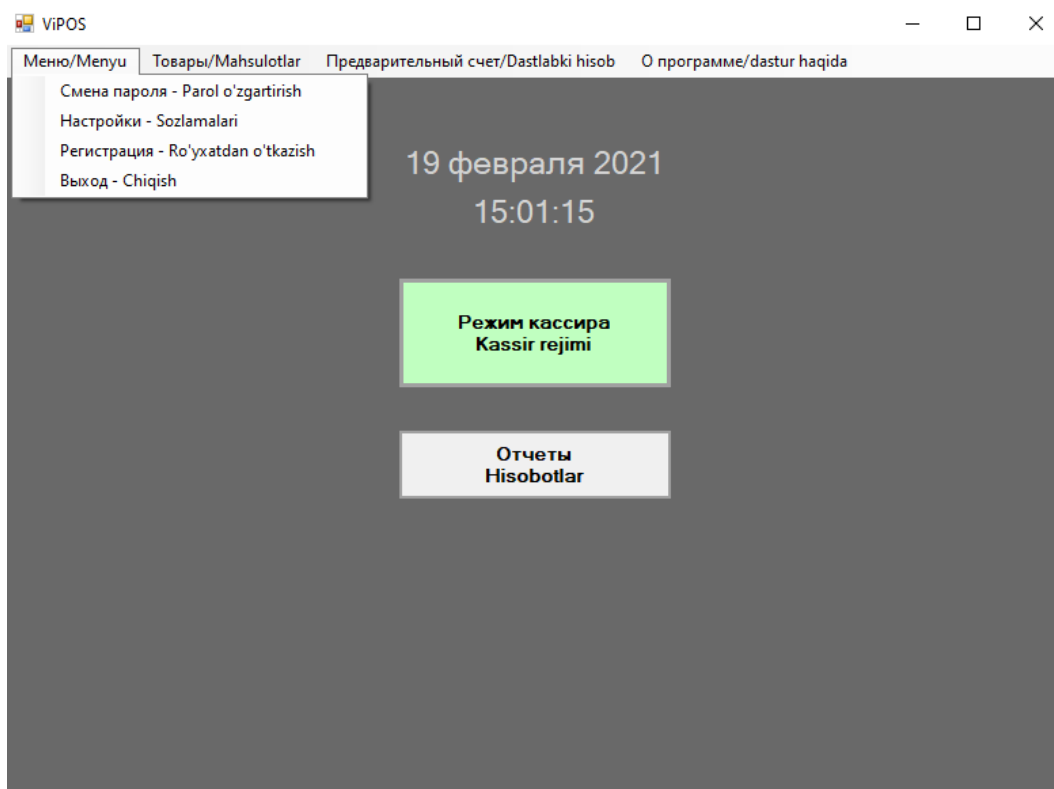 ViPOS
Меню/Menyu Товары/Mahsulotlar Предварительный счет/Dastlabki hisob О программе/dastur haqida
Смена пароля - Parol o'zgartirish
Настройки - Sozlamalari
Регистрация - Ro'yxatdan o'tkazish
Выход - Chiqish
19 февраля 2021
15:01:15
Режим кассира
Kassir rejimi
Отчеты
Hisobotlar